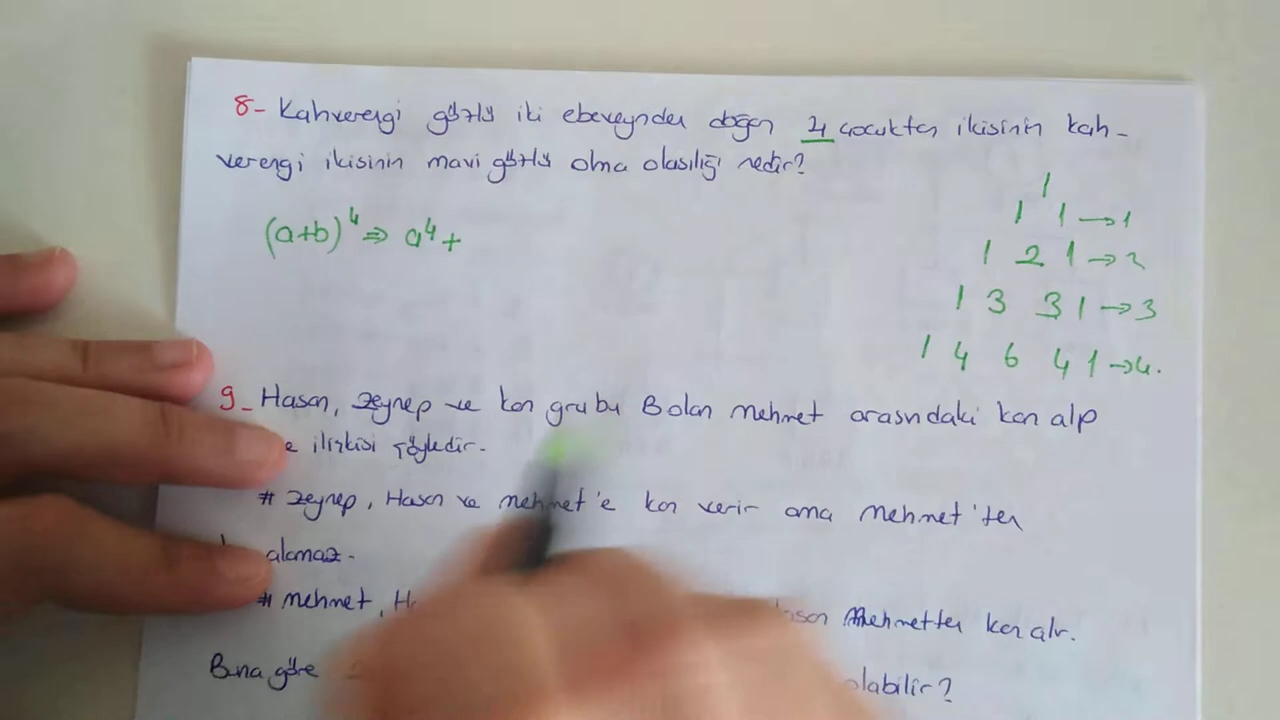 8- Kahverengi gözlü iki ebeveynden doğan 4 çocuktan ikisinin kah-
verengi ikisinin mavi gözlü olma olasılığı nedir?
(a+b)⁴ ⇒ a⁴ +
1
1 1 → 1
1 2 1 → 2
1 3 3 1 → 3
1 4 6 4 1 → 4.
9- Hasan, Zeynep ve kan grubu B olan Mehmet arasındaki kan alp
ilişkisi şöyledir.
# Zeynep, Hasan ve Mehmet'e kan verir ama Mehmet'ten
alamaz.
# Mehmet, Mehmetten kan alır.
Buna göre olabilir?